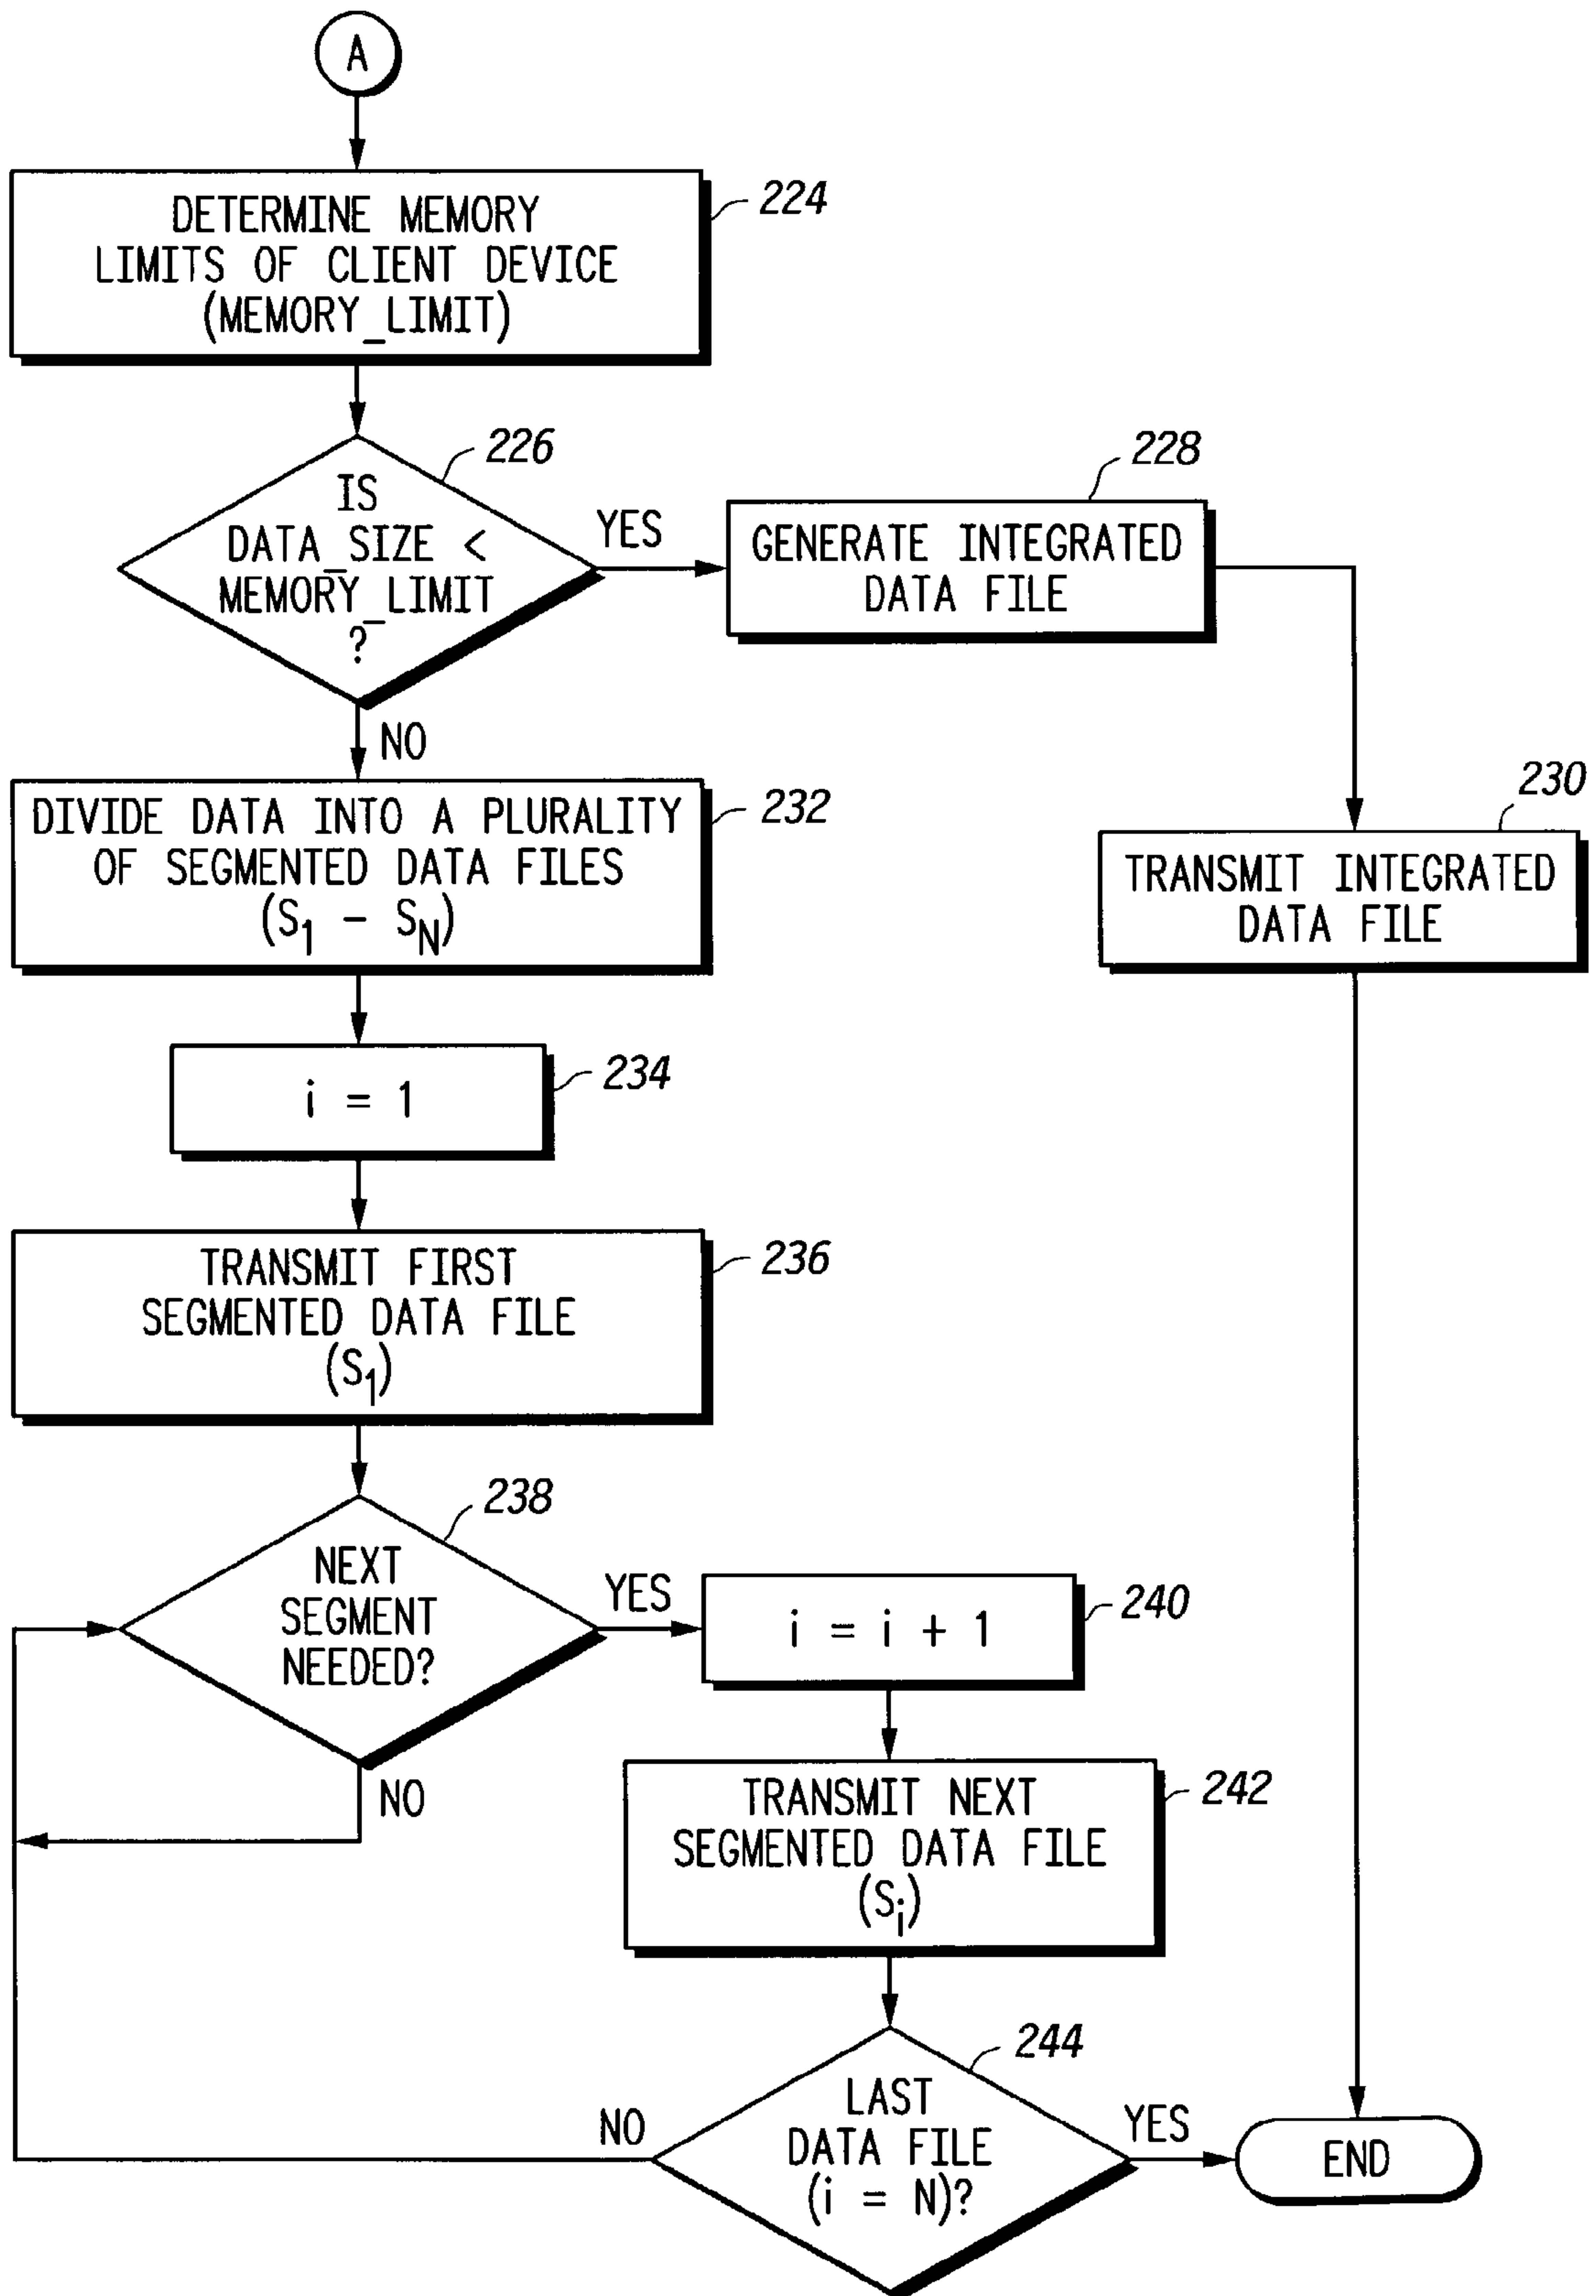 A
DETERMINE MEMORY
LIMITS OF CLIENT DEVICE
(MEMORY_LIMIT)
224
IS
DATA_SIZE <
MEMORY_LIMIT
?
226
YES
NO
GENERATE INTEGRATED
DATA FILE
228
TRANSMIT INTEGRATED
DATA FILE
230
DIVIDE DATA INTO A PLURALITY
OF SEGMENTED DATA FILES
(S1 - SN)
232
i = 1
234
TRANSMIT FIRST
SEGMENTED DATA FILE
(S1)
236
NEXT
SEGMENT
NEEDED?
238
YES
NO
i = i + 1
240
TRANSMIT NEXT
SEGMENTED DATA FILE
(Si)
242
LAST
DATA FILE
(i = N)?
244
NO
YES
END